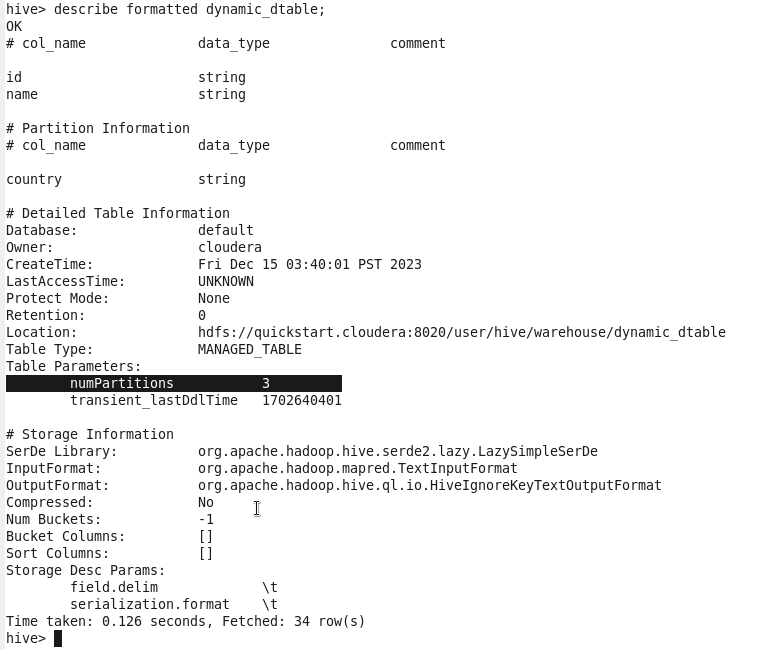 hive> describe formatted dynamic_dtable;
OK
# col_name              data_type               comment
id                      string
name                    string
# Partition Information
# col_name              data_type               comment
country                 string
# Detailed Table Information
Database:               default
Owner:                  cloudera
CreateTime:             Fri Dec 15 03:40:01 PST 2023
LastAccessTime:         UNKNOWN
Protect Mode:           None
Retention:              0
Location:               hdfs://quickstart.cloudera:8020/user/hive/warehouse/dynamic_dtable
Table Type:             MANAGED_TABLE
Table Parameters:
        numPartitions           3
        transient_lastDdlTime   1702640401
# Storage Information
SerDe Library:          org.apache.hadoop.hive.serde2.lazy.LazySimpleSerDe
InputFormat:            org.apache.hadoop.mapred.TextInputFormat
OutputFormat:           org.apache.hadoop.hive.ql.io.HiveIgnoreKeyTextOutputFormat
Compressed:             No
Num Buckets:            -1
Bucket Columns:         []
Sort Columns:           []
Storage Desc Params:
        field.delim             \t
        serialization.format    \t
Time taken: 0.126 seconds, Fetched: 34 row(s)
hive>